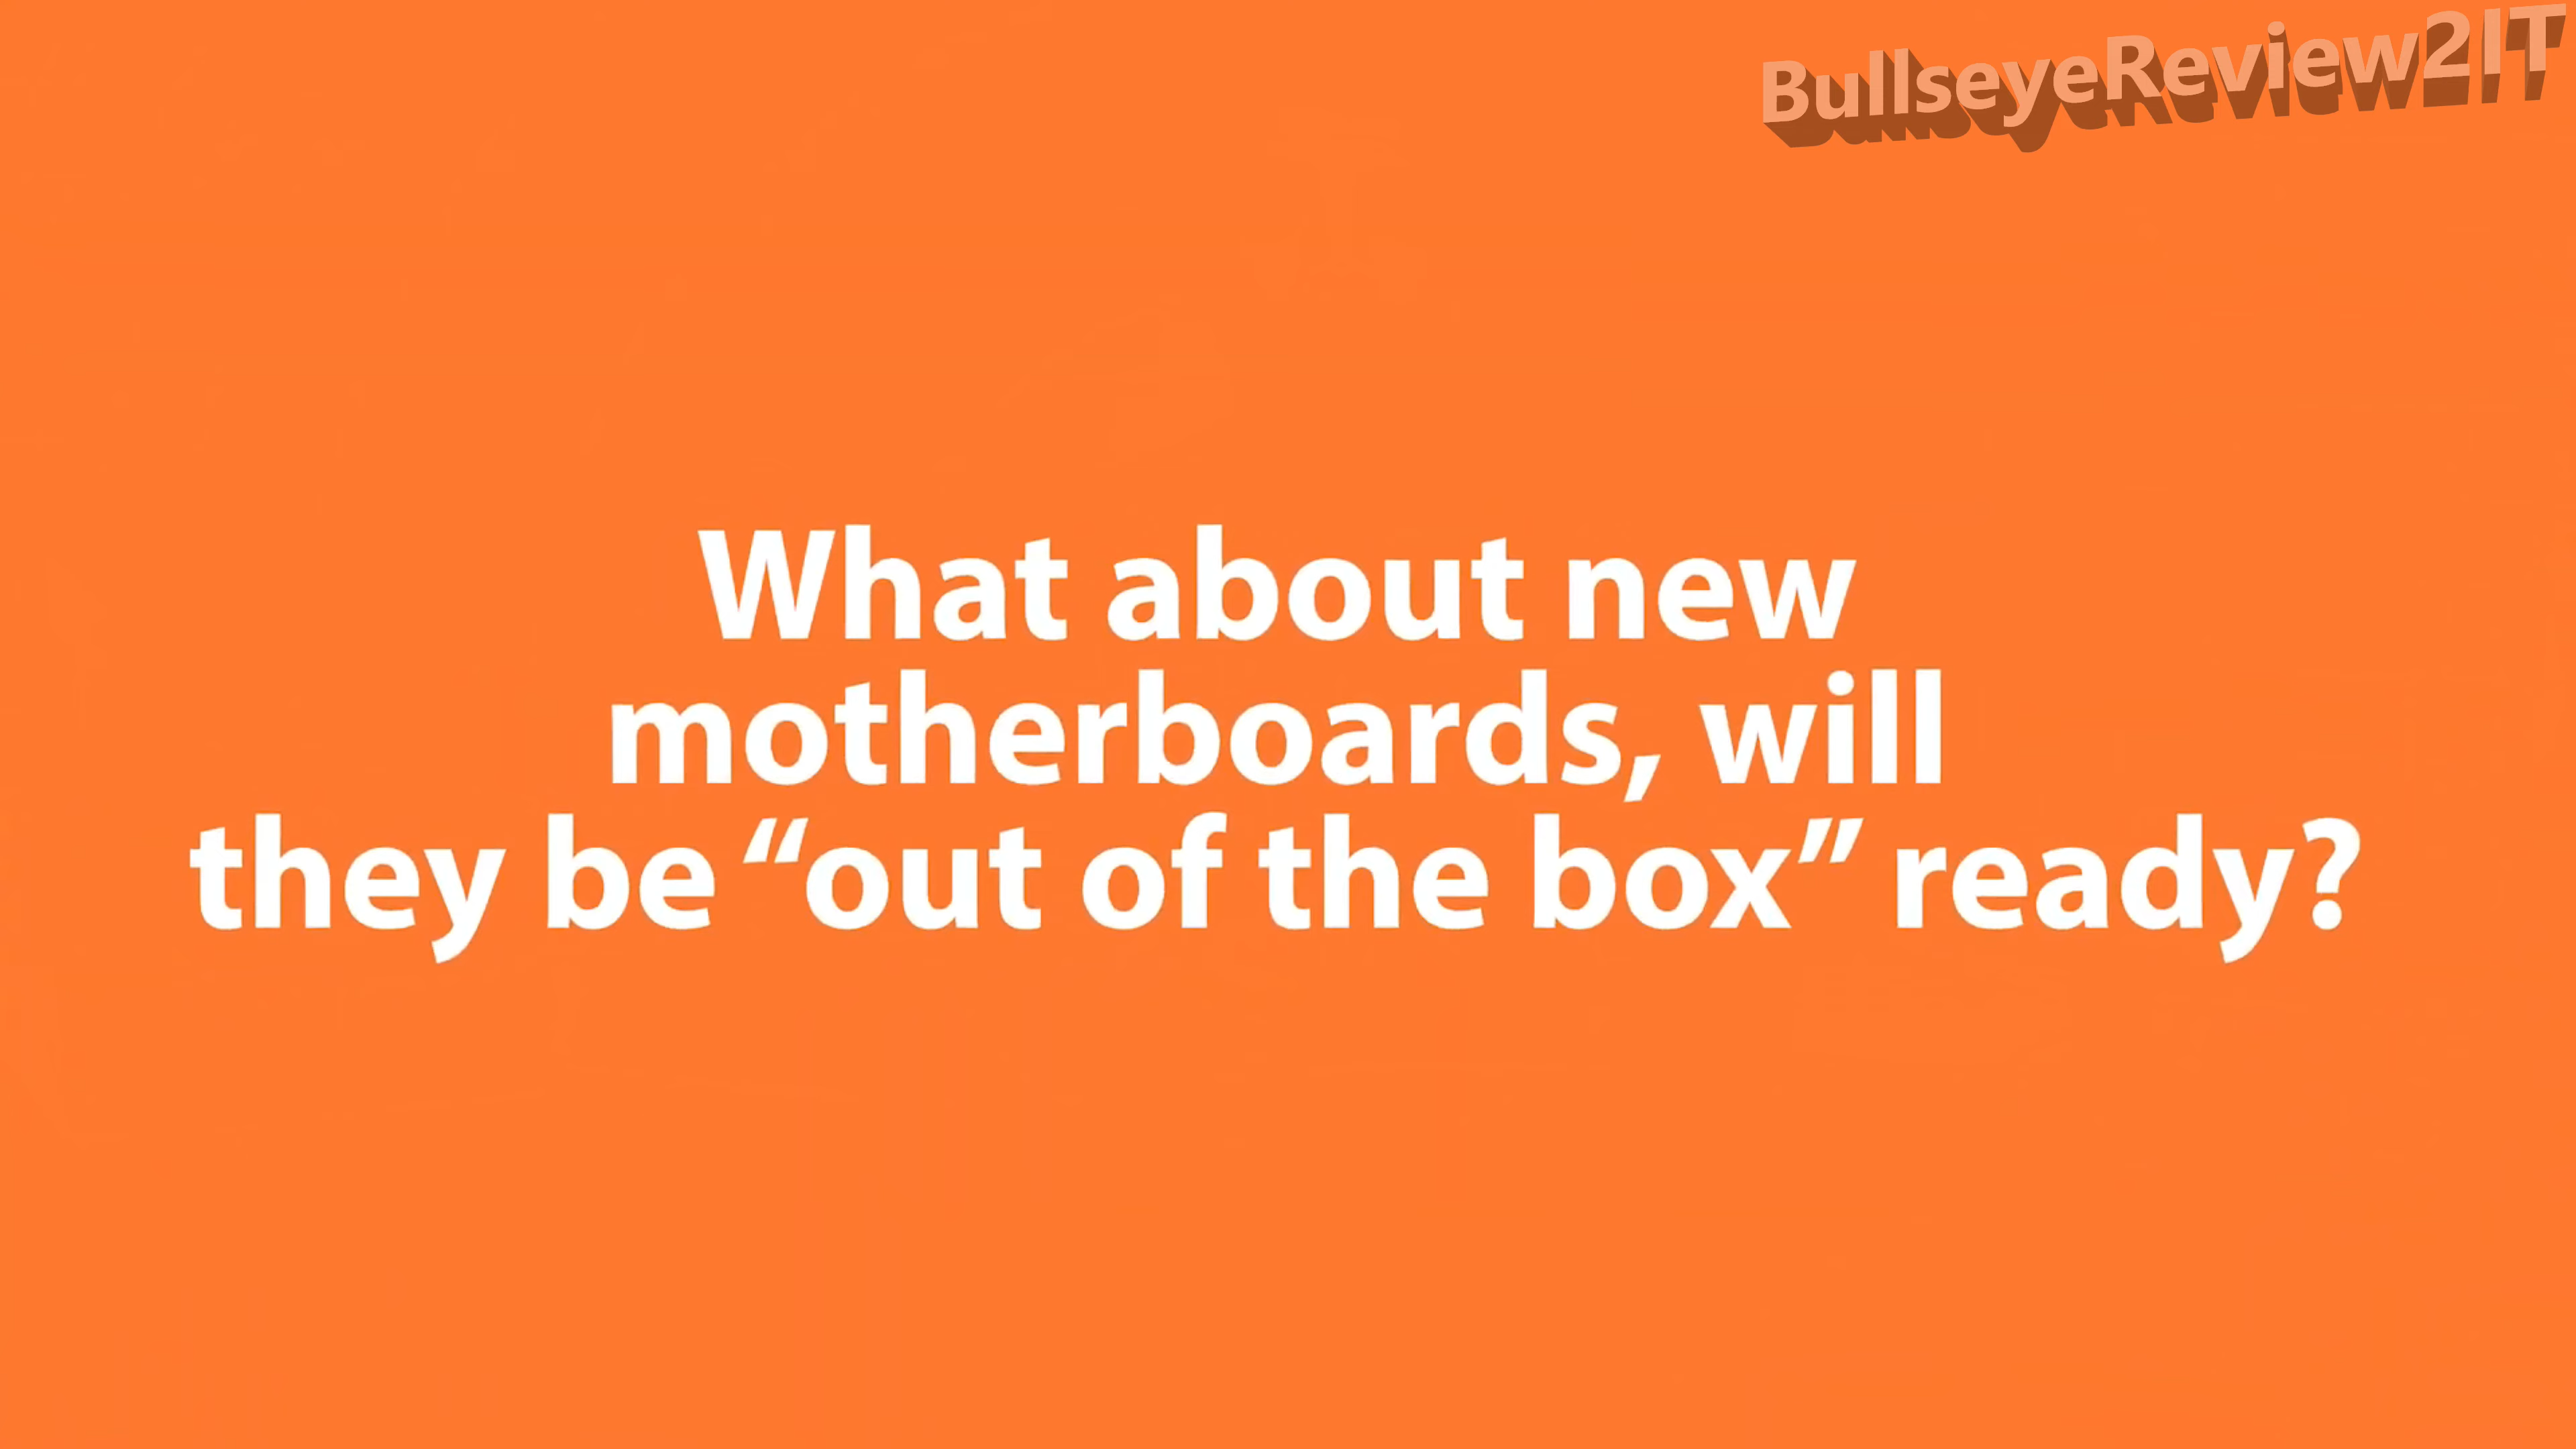 BullseyeReview2IT
What about new
motherboards, will
they be “out of the box” ready?